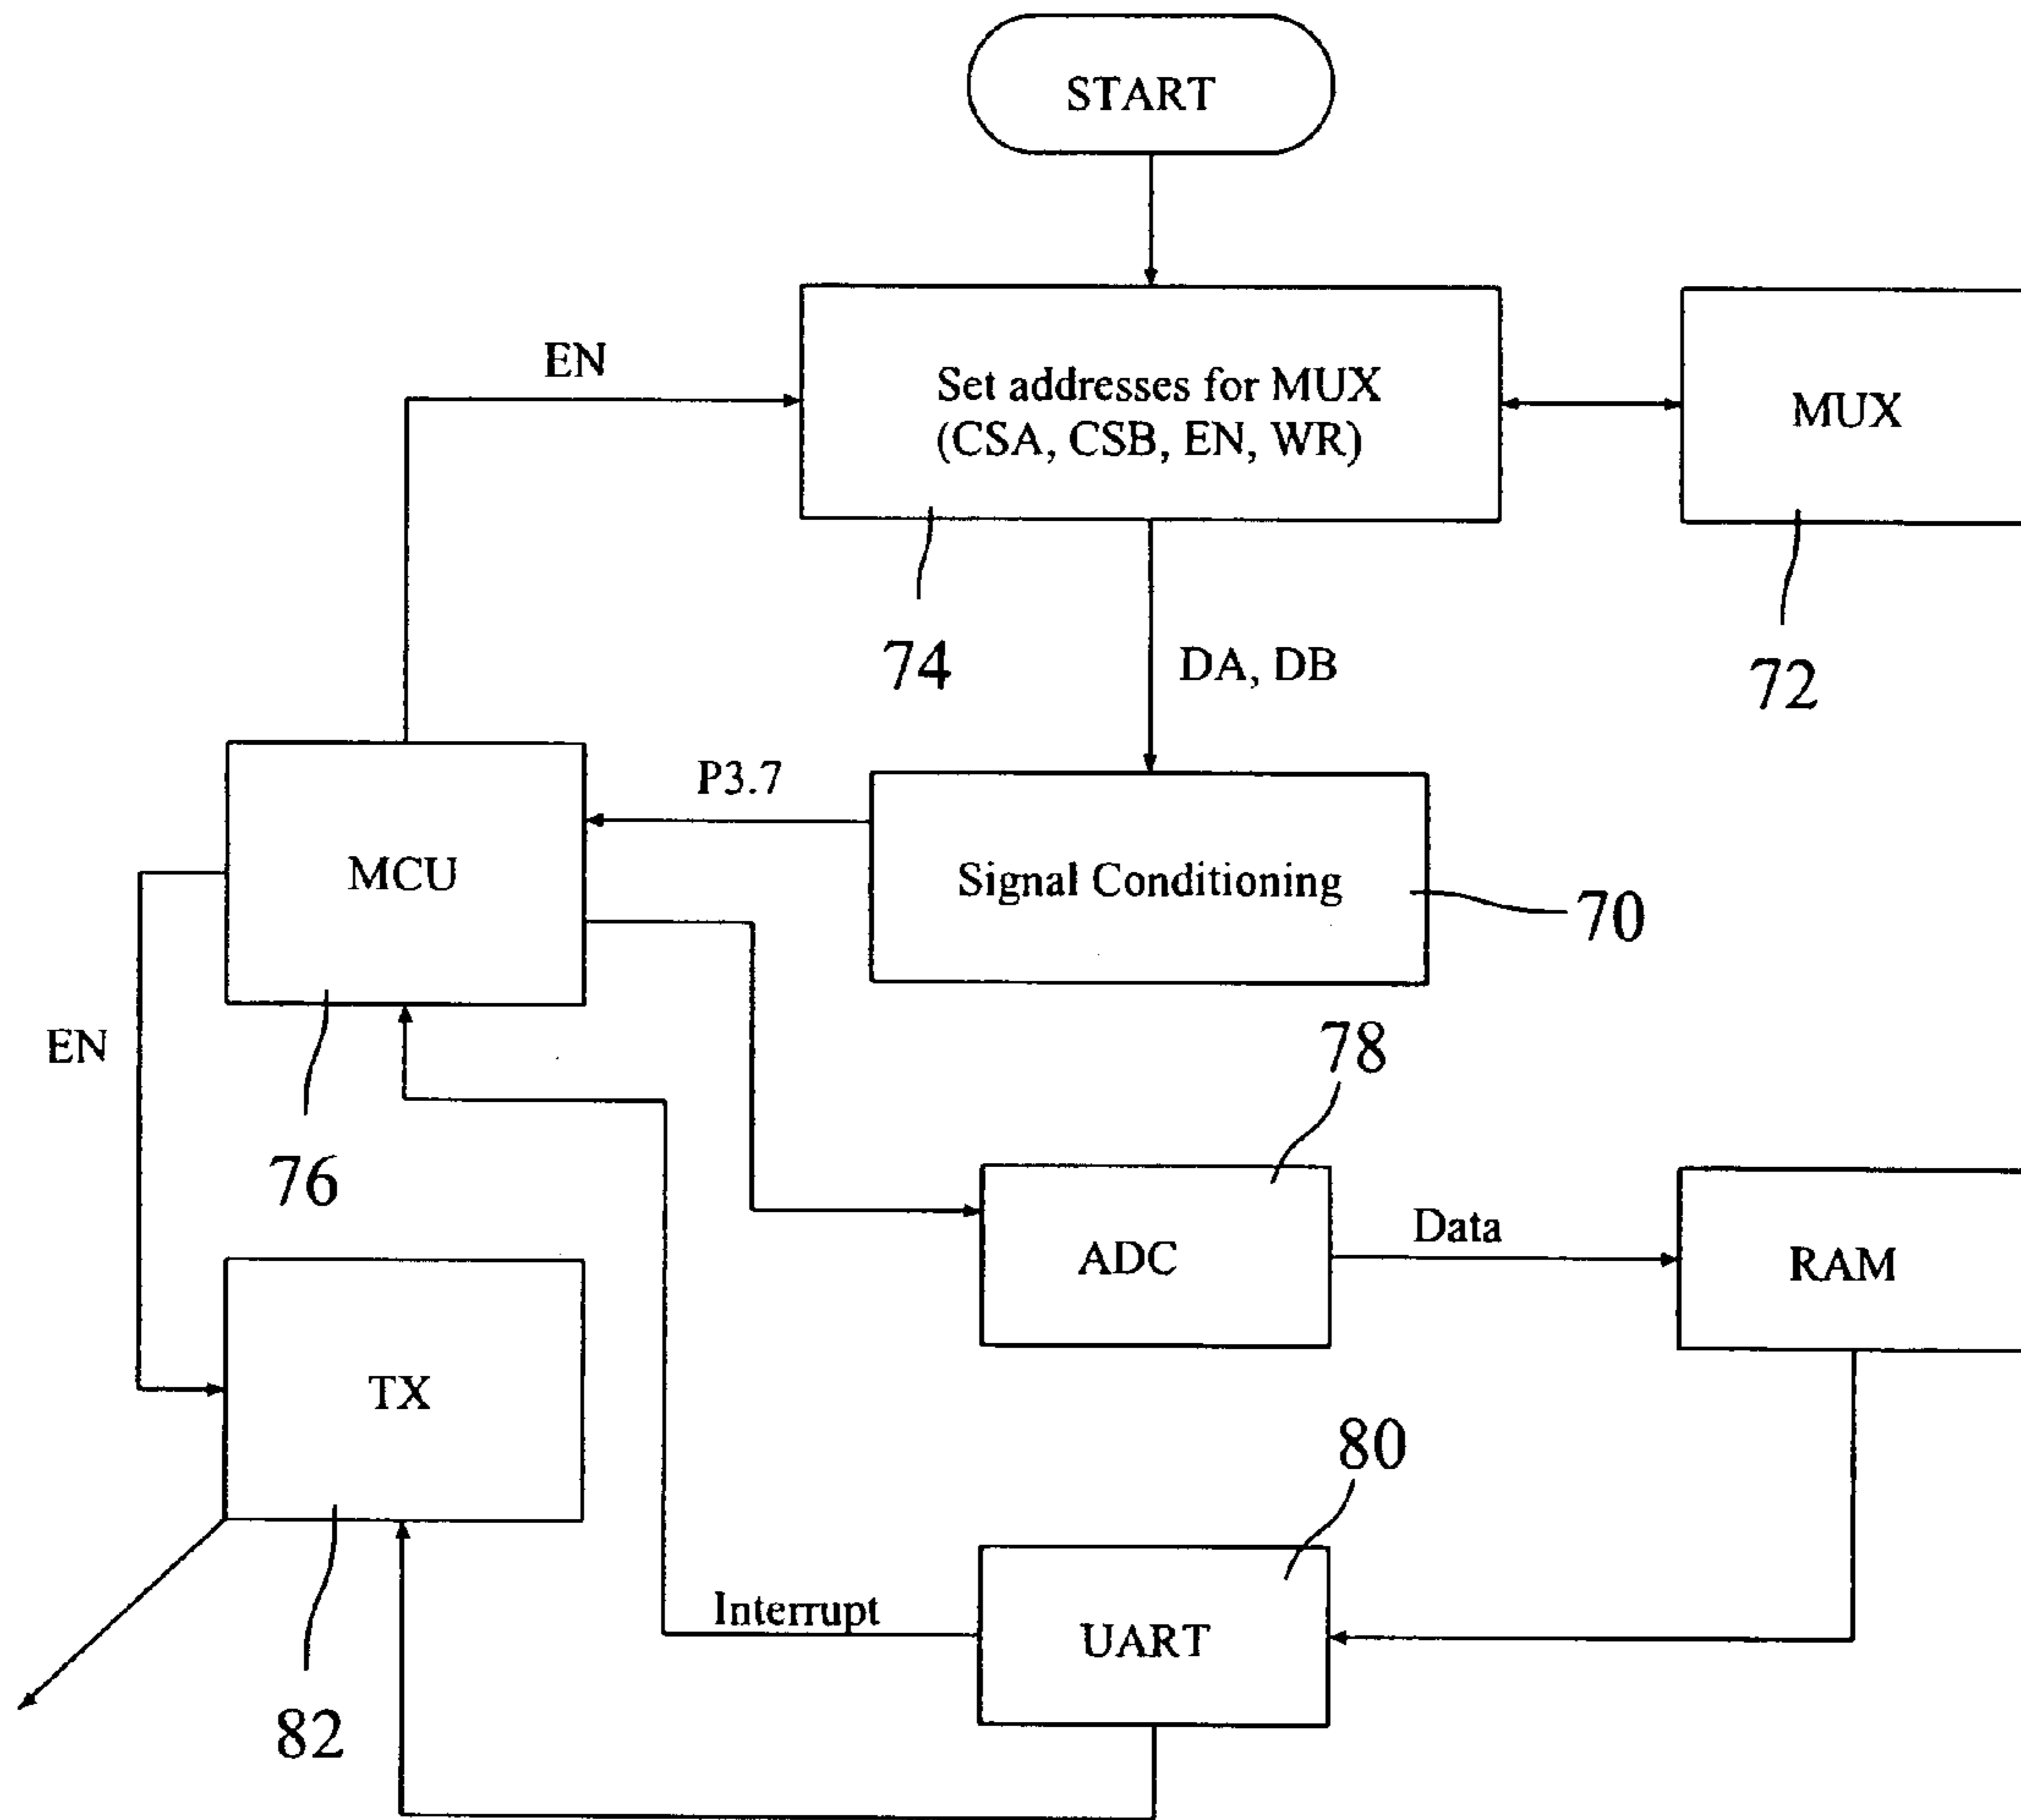 START
EN
Set addresses for MUX
(CSA, CSB, EN, WR)
MUX
74
DA, DB
72
P3.7
MCU
Signal Conditioning
70
EN
78
76
Data
ADC
RAM
TX
80
Interrupt
UART
82